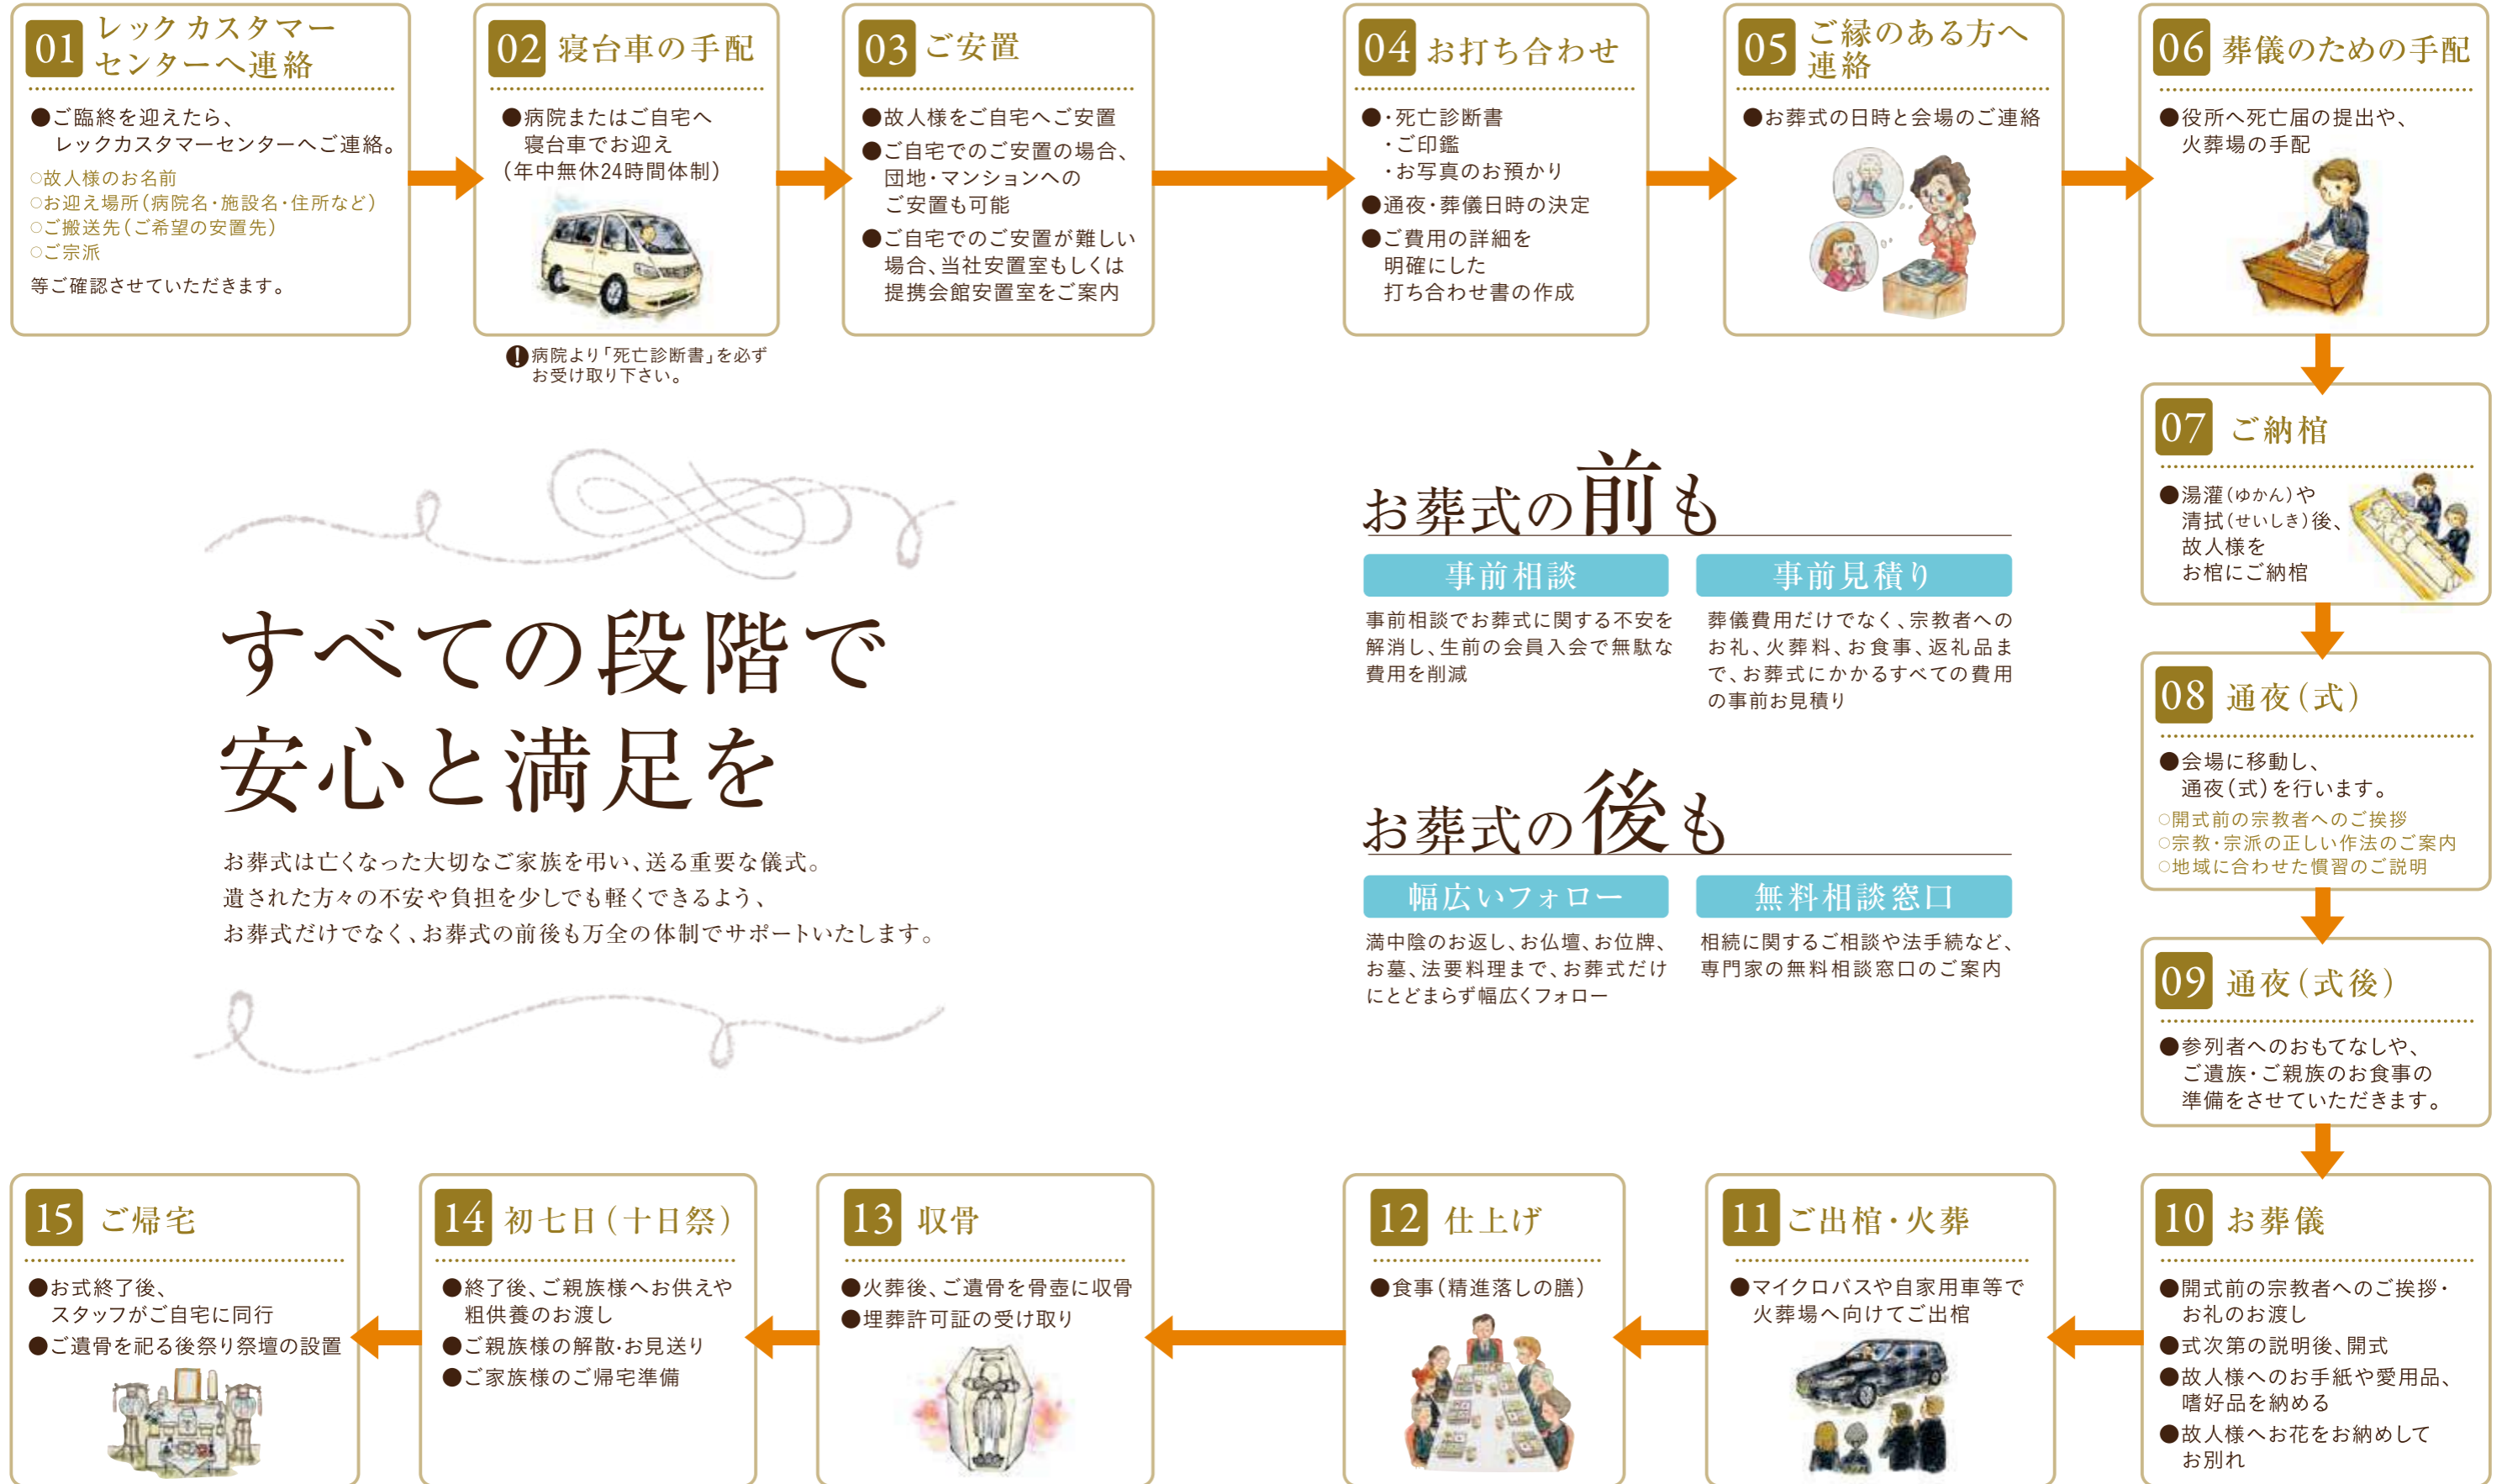 01
レック カスタマー
センターへ連絡
●ご臨終を迎えたら、
レックカスタマーセンターへご連絡。
○故人様のお名前
○お迎え場所(病院名・施設名・住所など)
○ご搬送先(ご希望の安置先)
○ご宗派
等ご確認させていただきます。
02 寝台車の手配
●病院またはご自宅へ
寝台車でお迎え
(年中無休24時間体制)
! 病院より「死亡診断書」を必ず
お受け取り下さい。
03 ご安置
●故人様をご自宅へご安置
●ご自宅でのご安置の場合、
団地・マンションへの
ご安置も可能
●ご自宅でのご安置が難しい
場合、当社安置室もしくは
提携会館安置室をご案内
04 お打ち合わせ
●・死亡診断書
・ご印鑑
・お写真のお預かり
●通夜・葬儀日時の決定
●ご費用の詳細を
明確にした
打ち合わせ書の作成
05
ご縁のある方へ
連絡
●お葬式の日時と会場のご連絡
06 葬儀のための手配
●役所へ死亡届の提出や、
火葬場の手配
07 ご納棺
●湯灌(ゆかん)や
清拭(せいしき)後、
故人様を
お棺にご納棺
08 通夜(式)
●会場に移動し、
通夜(式)を行います。
○開式前の宗教者へのご挨拶
○宗教・宗派の正しい作法のご案内
○地域に合わせた慣習のご説明
09 通夜(式後)
●参列者へのおもてなしや、
ご遺族・ご親族のお食事の
準備をさせていただきます。
10 お葬儀
●開式前の宗教者へのご挨拶・
お礼のお渡し
●式次第の説明後、開式
●故人様へのお手紙や愛用品、
嗜好品を納める
●故人様へお花をお納めして
お別れ
11 ご出棺・火葬
●マイクロバスや自家用車等で
火葬場へ向けてご出棺
12 仕上げ
●食事(精進落しの膳)
13 収骨
●火葬後、ご遺骨を骨壺に収骨
●埋葬許可証の受け取り
14 初七日(十日祭)
●終了後、ご親族様へお供えや
粗供養のお渡し
●ご親族様の解散・お見送り
●ご家族様のご帰宅準備
15 ご帰宅
●お式終了後、
スタッフがご自宅に同行
●ご遺骨を祀る後祭り祭壇の設置
すべての段階で
安心と満足を
お葬式は亡くなった大切なご家族を弔い、送る重要な儀式。
遺された方々の不安や負担を少しでも軽くできるよう、
お葬式だけでなく、お葬式の前後も万全の体制でサポートいたします。
お葬式の前も
事前相談
事前相談でお葬式に関する不安を
解消し、生前の会員入会で無駄な
費用を削減
事前見積り
葬儀費用だけでなく、宗教者への
お礼、火葬料、お食事、返礼品ま
で、お葬式にかかるすべての費用
の事前お見積り
お葬式の後も
幅広いフォロー
満中陰のお返し、お仏壇、お位牌、
お墓、法要料理まで、お葬式だけ
にとどまらず幅広くフォロー
無料相談窓口
相続に関するご相談や法手続など、
専門家の無料相談窓口のご案内